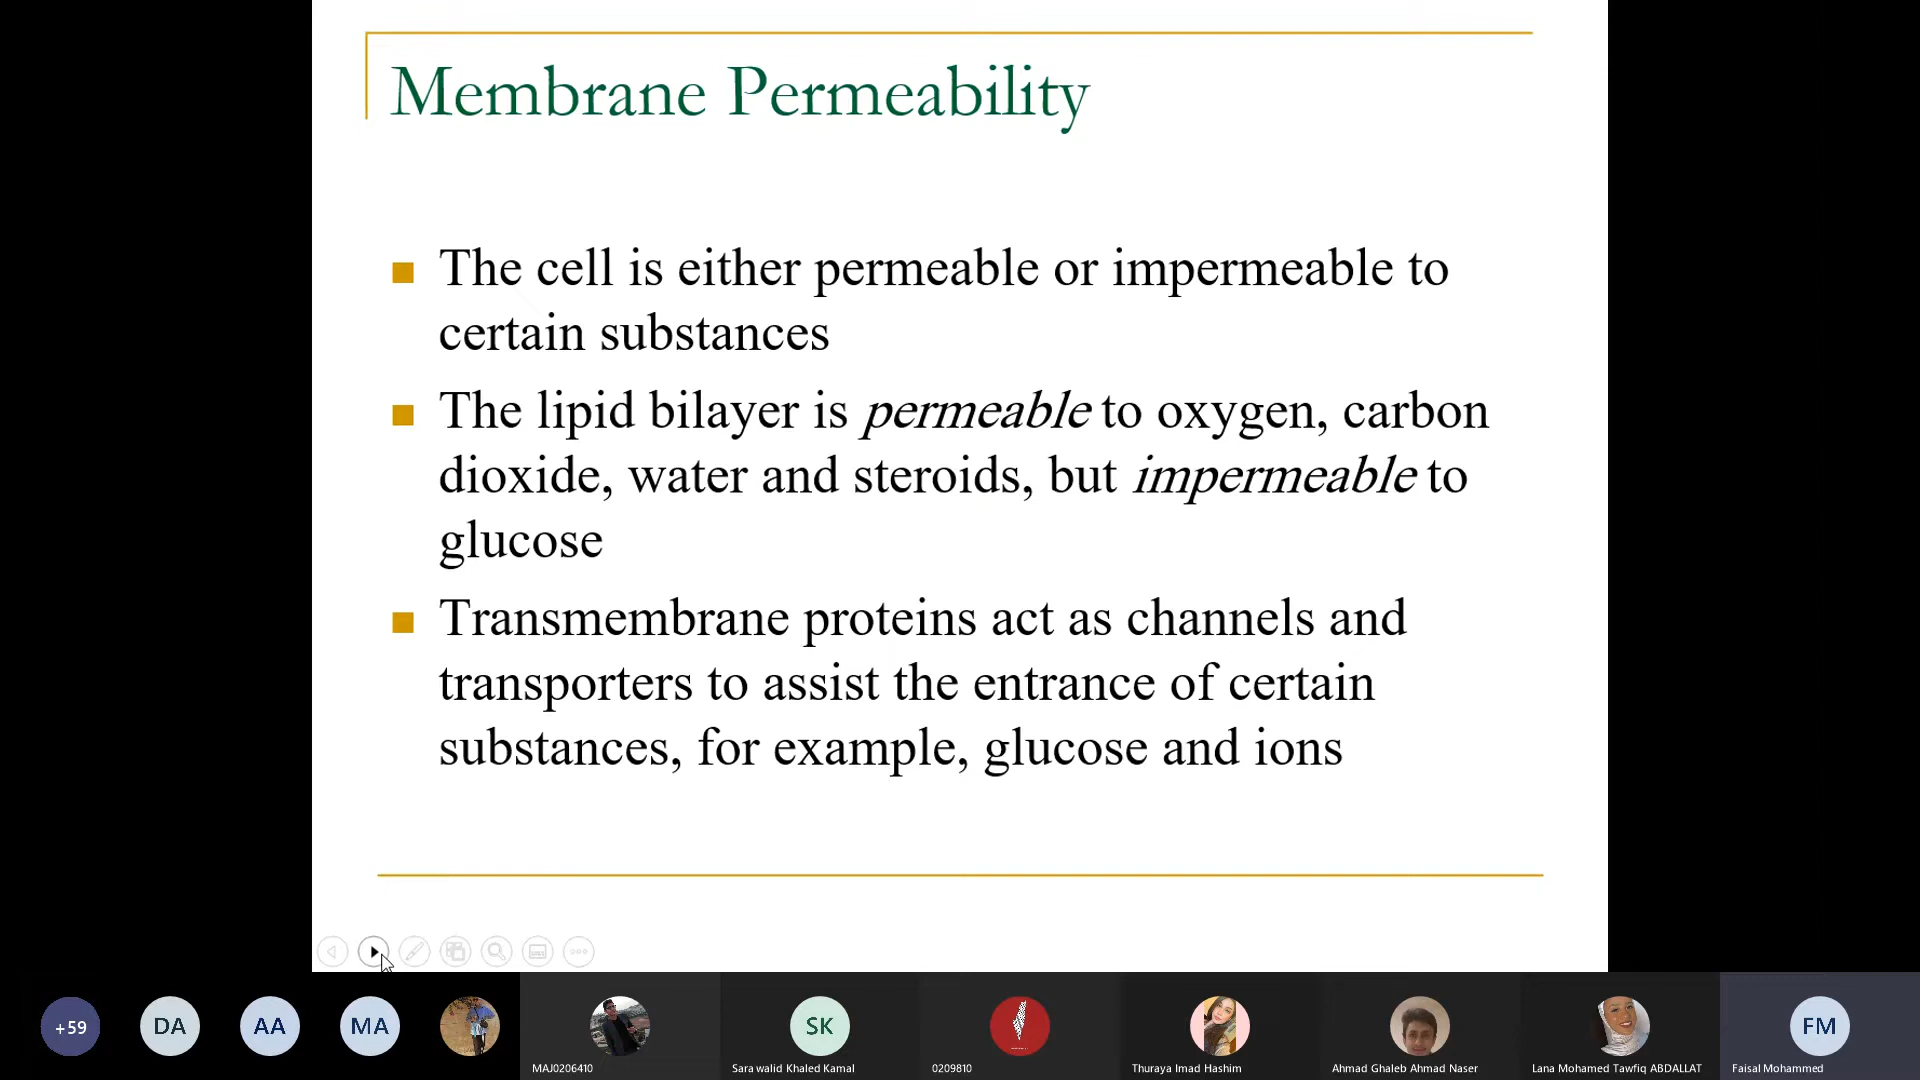 Membrane Permeability
The cell is either permeable or impermeable to
certain substances
The lipid bilayer is permeable to oxygen, carbon
dioxide, water and steroids, but impermeable to
glucose
Transmembrane proteins act as channels and
transporters to assist the entrance of certain
substances, for example, glucose and ions
+59
DA
AA
MA
SK
FM
MAJ0206410
Sara walid Khaled Kamal
0209810
Thuraya Imad Hashim
Ahmad Ghaleb Ahmad Naser
Lana Mohamed Tawfiq ABDALLAT
Faisal Mohammed